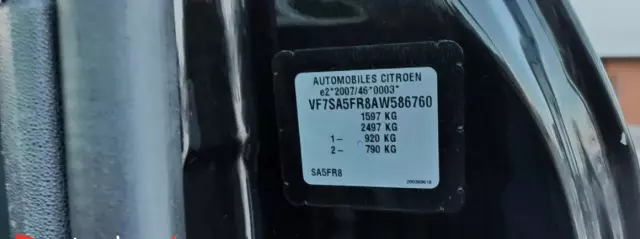 AUTOMOBILES CITROEN
e2*2007/46*0003*
VF7SA5FR8AW586760
1597 KG
2497 KG
1- 920 KG
2- 790 KG
SA5FR8